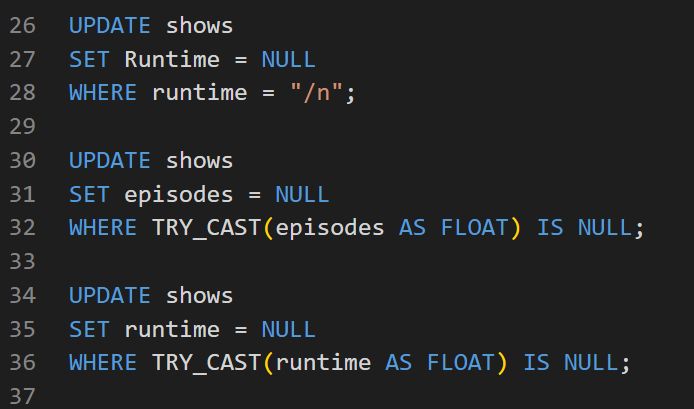 26 UPDATE shows
27 SET Runtime = NULL
28 WHERE runtime = "/n";
29
30 UPDATE shows
31 SET episodes = NULL
32 WHERE TRY_CAST(episodes AS FLOAT) IS NULL;
33
34 UPDATE shows
35 SET runtime = NULL
36 WHERE TRY_CAST(runtime AS FLOAT) IS NULL;
37